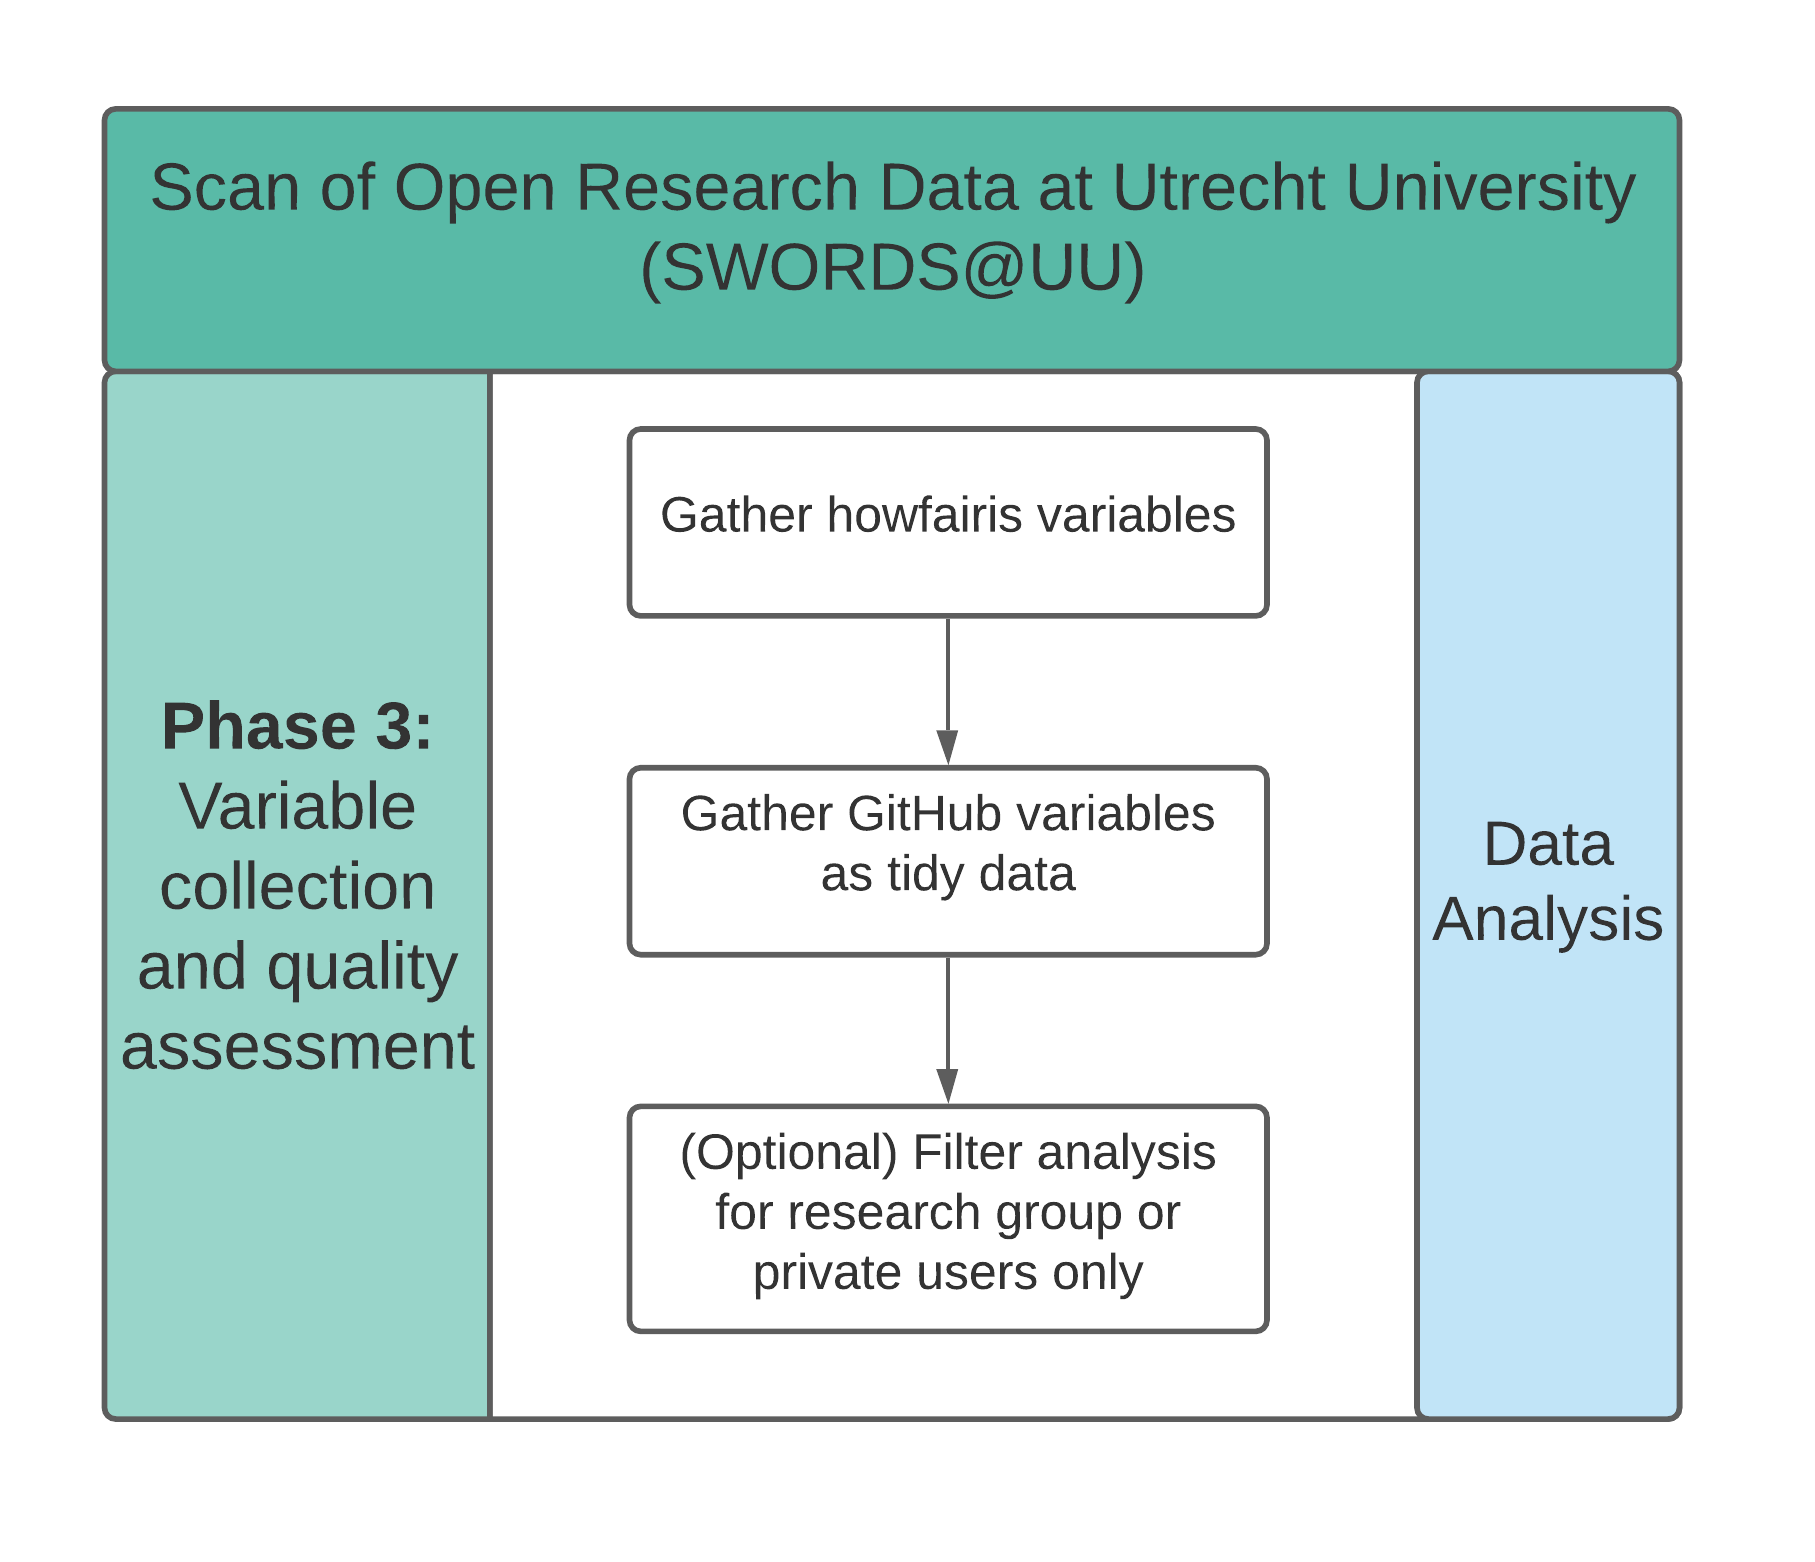 Scan of Open Research Data at Utrecht University
(SWORDS@UU)
Phase 3:
Variable
collection
and quality
assessment
Gather howfairis variables
Gather GitHub variables
as tidy data
(Optional) Filter analysis
for research group or
private users only
Data
Analysis